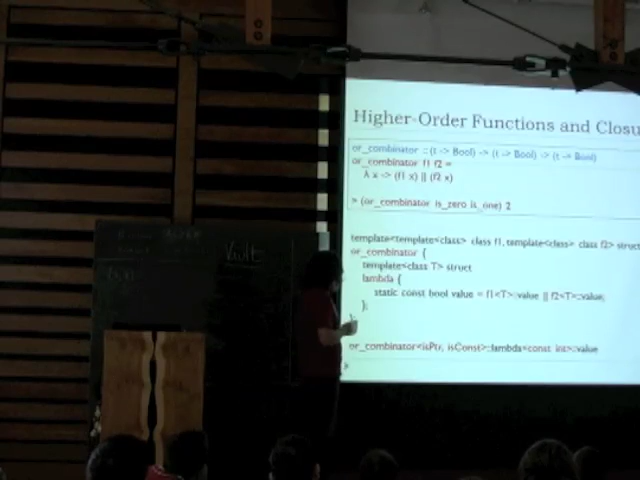 Higher-Order Functions and Closu
or_combinator :: (t -> Bool) -> (t -> Bool) -> (t -> Bool)
or_combinator f1 f2 =
λ x -> (f1 x) || (f2 x)
> (or_combinator is_zero is_one) 2
template<template<class> class f1, template<class> class f2> struct
or_combinator {
template<class T> struct
lambda {
static const bool value = f1<T>::value || f2<T>::value;
};
};
or_combinator<isPtr, isConst>::lambda<const int>::value
Vault